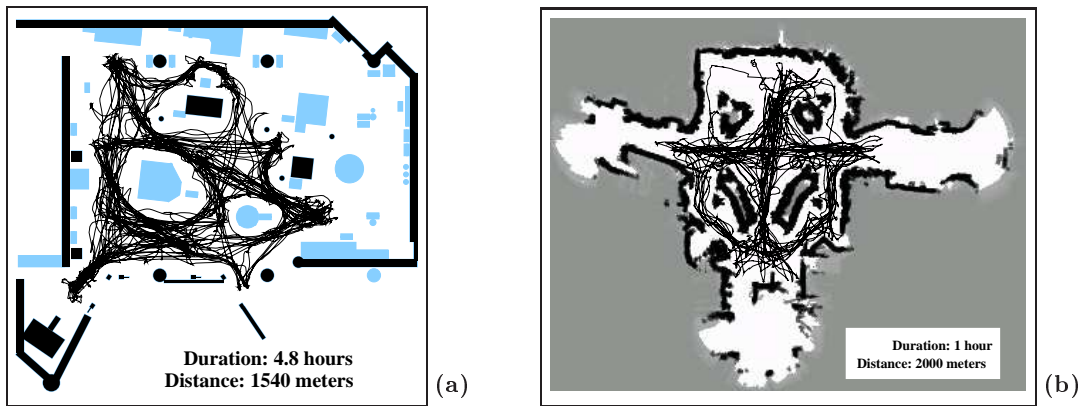 Duration: 4.8 hours
Distance: 1540 meters
(a)
Duration: 1 hour
Distance: 2000 meters
(b)